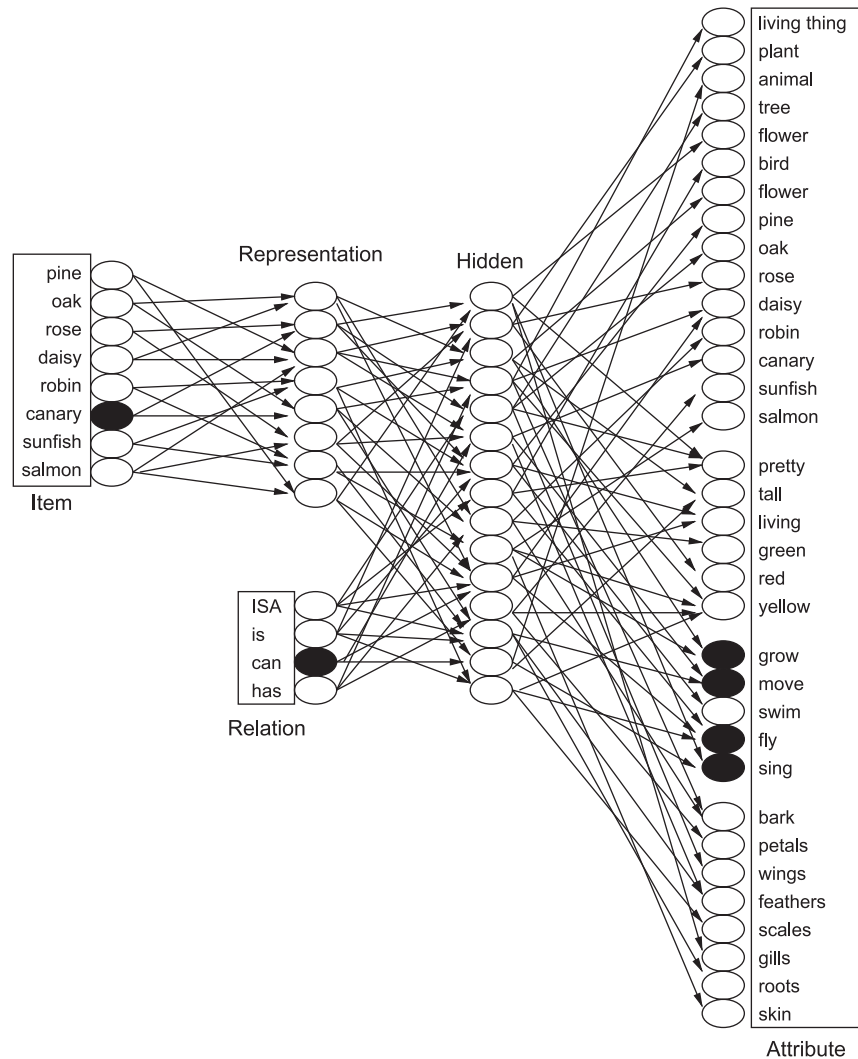 living thing
plant
animal
tree
flower
bird
flower
pine
oak
rose
daisy
robin
canary
sunfish
salmon
pretty
tall
living
green
red
yellow
grow
move
swim
fly
sing
bark
petals
wings
feathers
scales
gills
roots
skin
Attribute
Representation
Hidden
pine
oak
rose
daisy
robin
canary
sunfish
salmon
Item
ISA
is
can
has
Relation